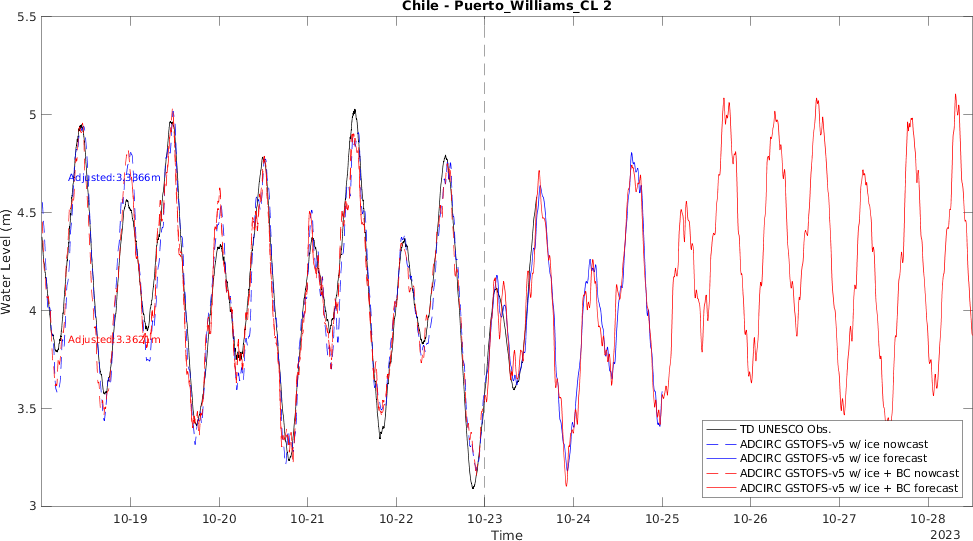 Chile - Puerto_Williams_CL 2
5.5
5
4.5
4
3.5
3
Water Level (m)
Adjusted:3.3366m
Adjusted:3.3621m
10-19
10-20
10-21
10-22
10-23
10-24
10-25
10-26
10-27
10-28
Time
2023
TD UNESCO Obs.
ADCIRC GSTOFS-v5 w/ ice nowcast
ADCIRC GSTOFS-v5 w/ ice forecast
ADCIRC GSTOFS-v5 w/ ice + BC nowcast
ADCIRC GSTOFS-v5 w/ ice + BC forecast